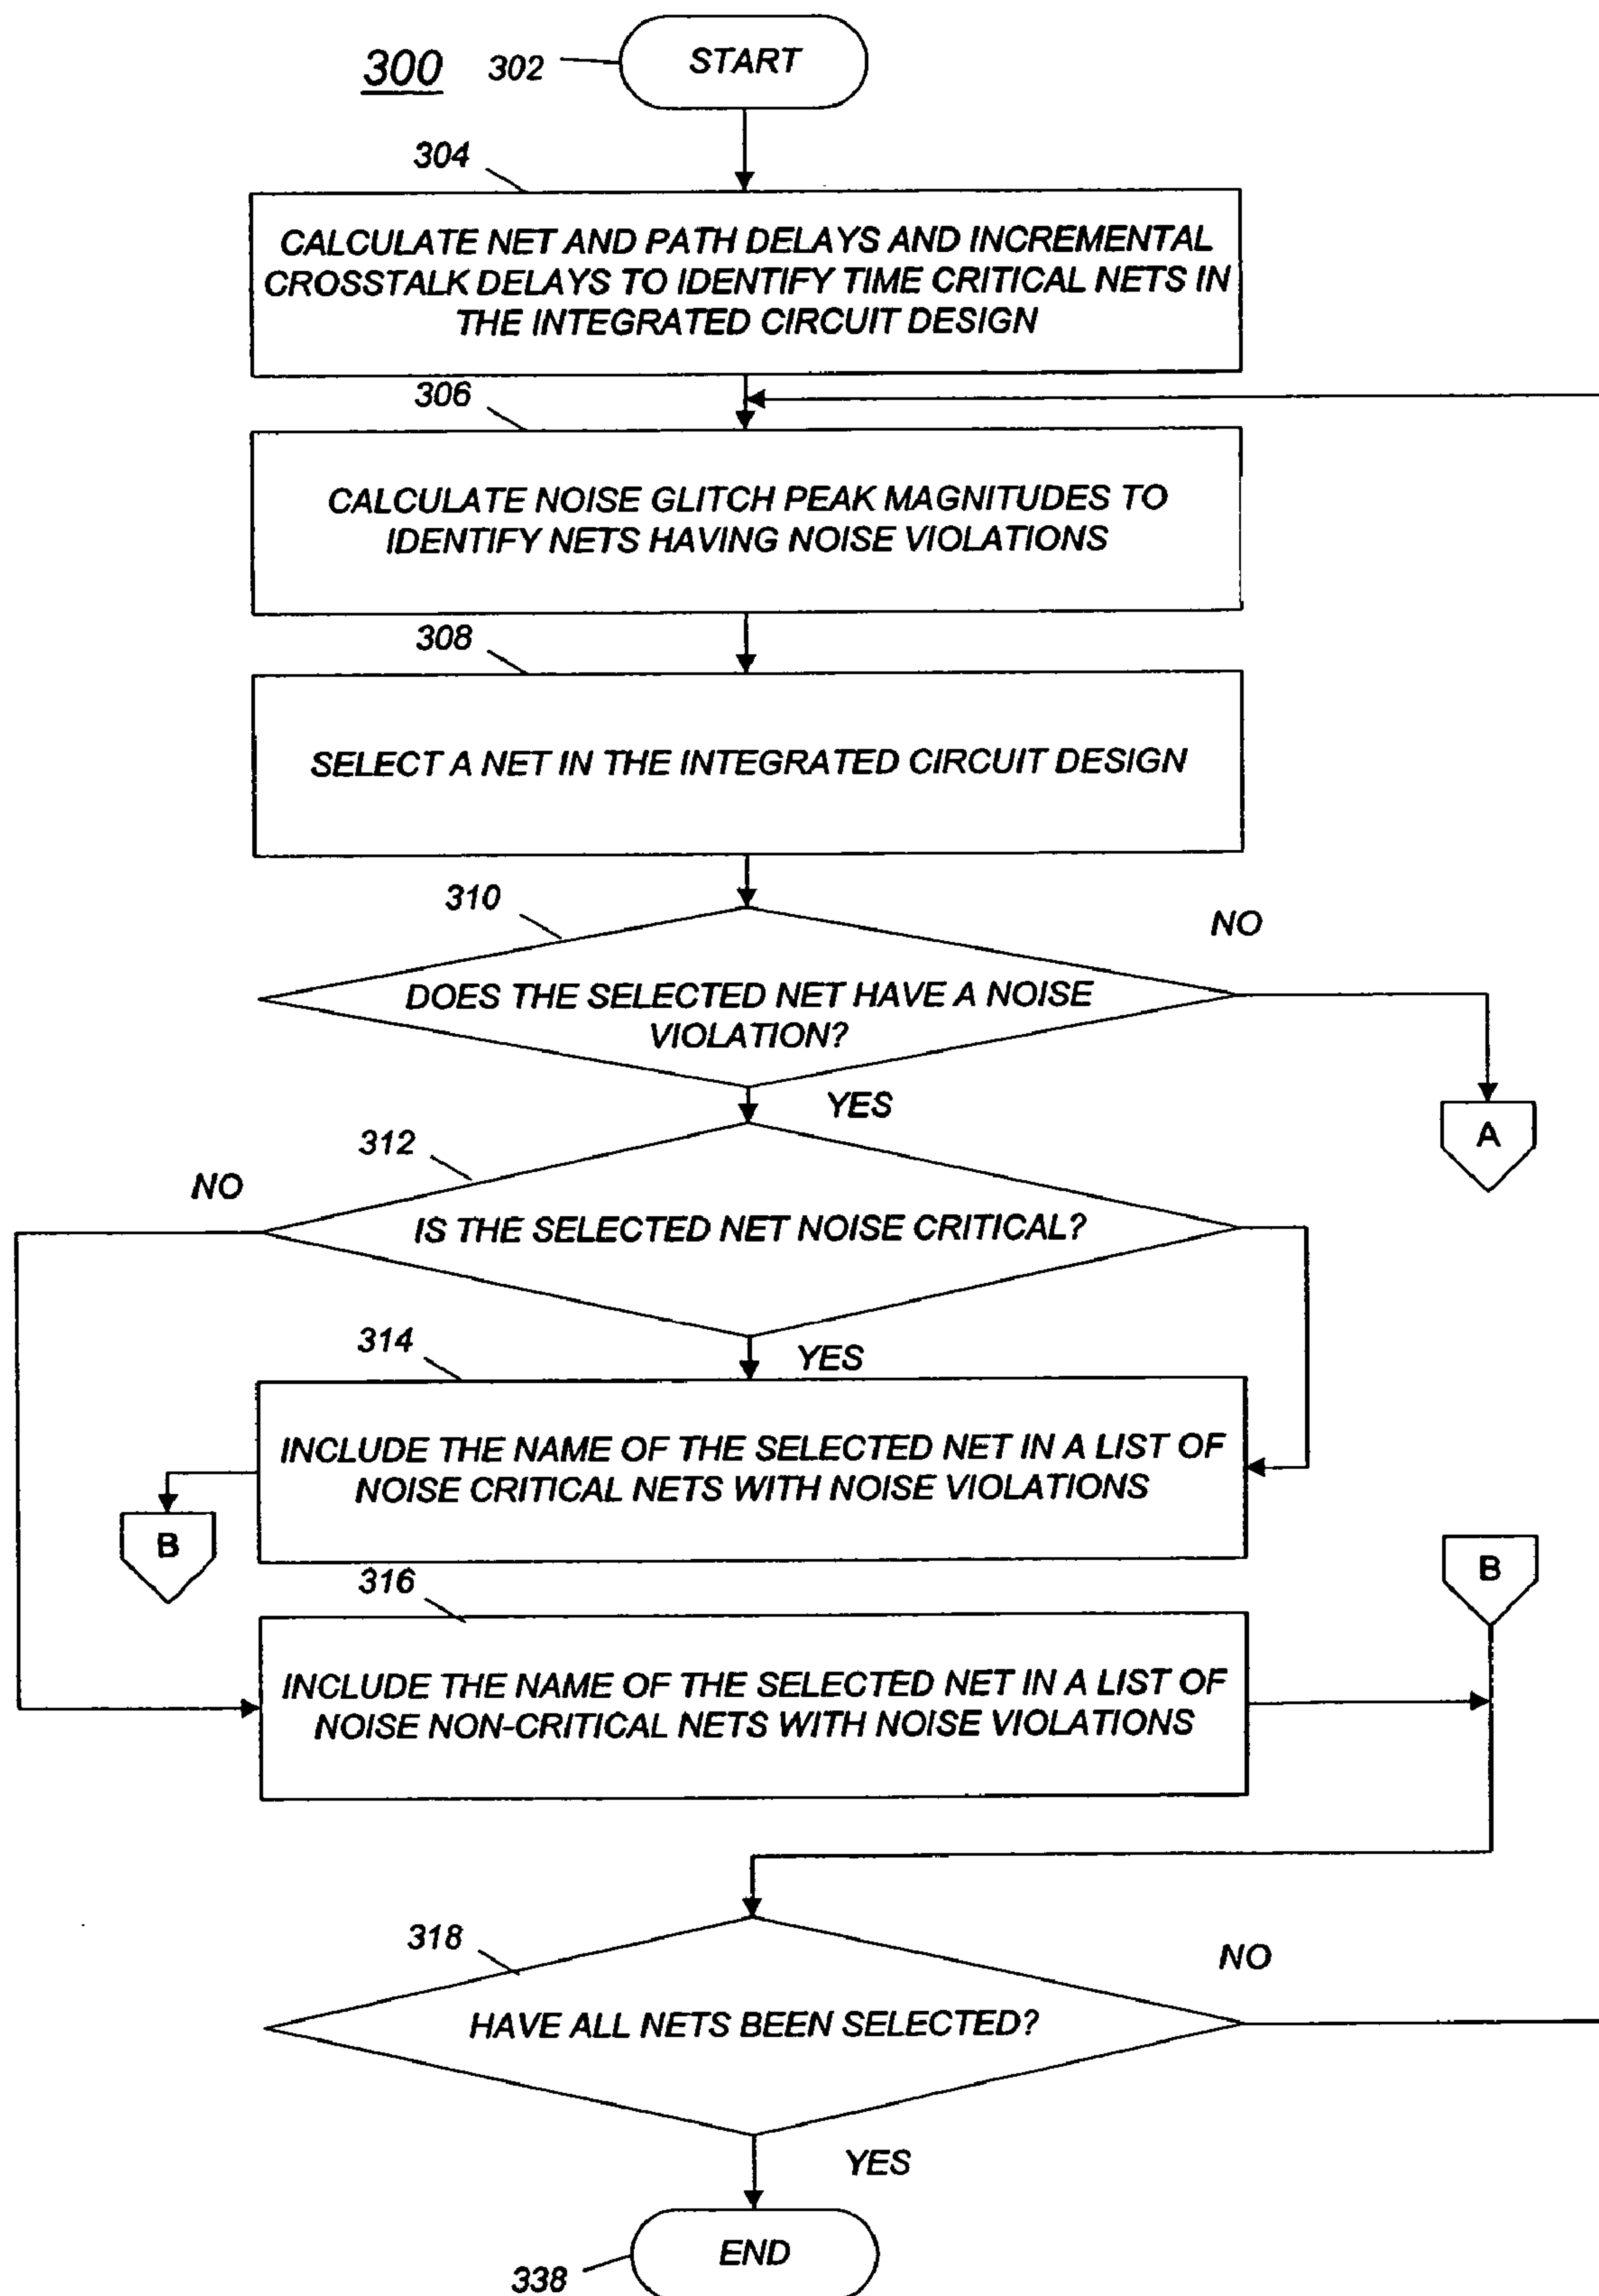 300
302
START
304
CALCULATE NET AND PATH DELAYS AND INCREMENTAL
CROSSTALK DELAYS TO IDENTIFY TIME CRITICAL NETS IN
THE INTEGRATED CIRCUIT DESIGN
306
CALCULATE NOISE GLITCH PEAK MAGNITUDES TO
IDENTIFY NETS HAVING NOISE VIOLATIONS
308
SELECT A NET IN THE INTEGRATED CIRCUIT DESIGN
310
NO
DOES THE SELECTED NET HAVE A NOISE
VIOLATION?
YES
A
312
NO
IS THE SELECTED NET NOISE CRITICAL?
314
YES
INCLUDE THE NAME OF THE SELECTED NET IN A LIST OF
NOISE CRITICAL NETS WITH NOISE VIOLATIONS
B
B
316
INCLUDE THE NAME OF THE SELECTED NET IN A LIST OF
NOISE NON-CRITICAL NETS WITH NOISE VIOLATIONS
318
NO
HAVE ALL NETS BEEN SELECTED?
YES
END
338